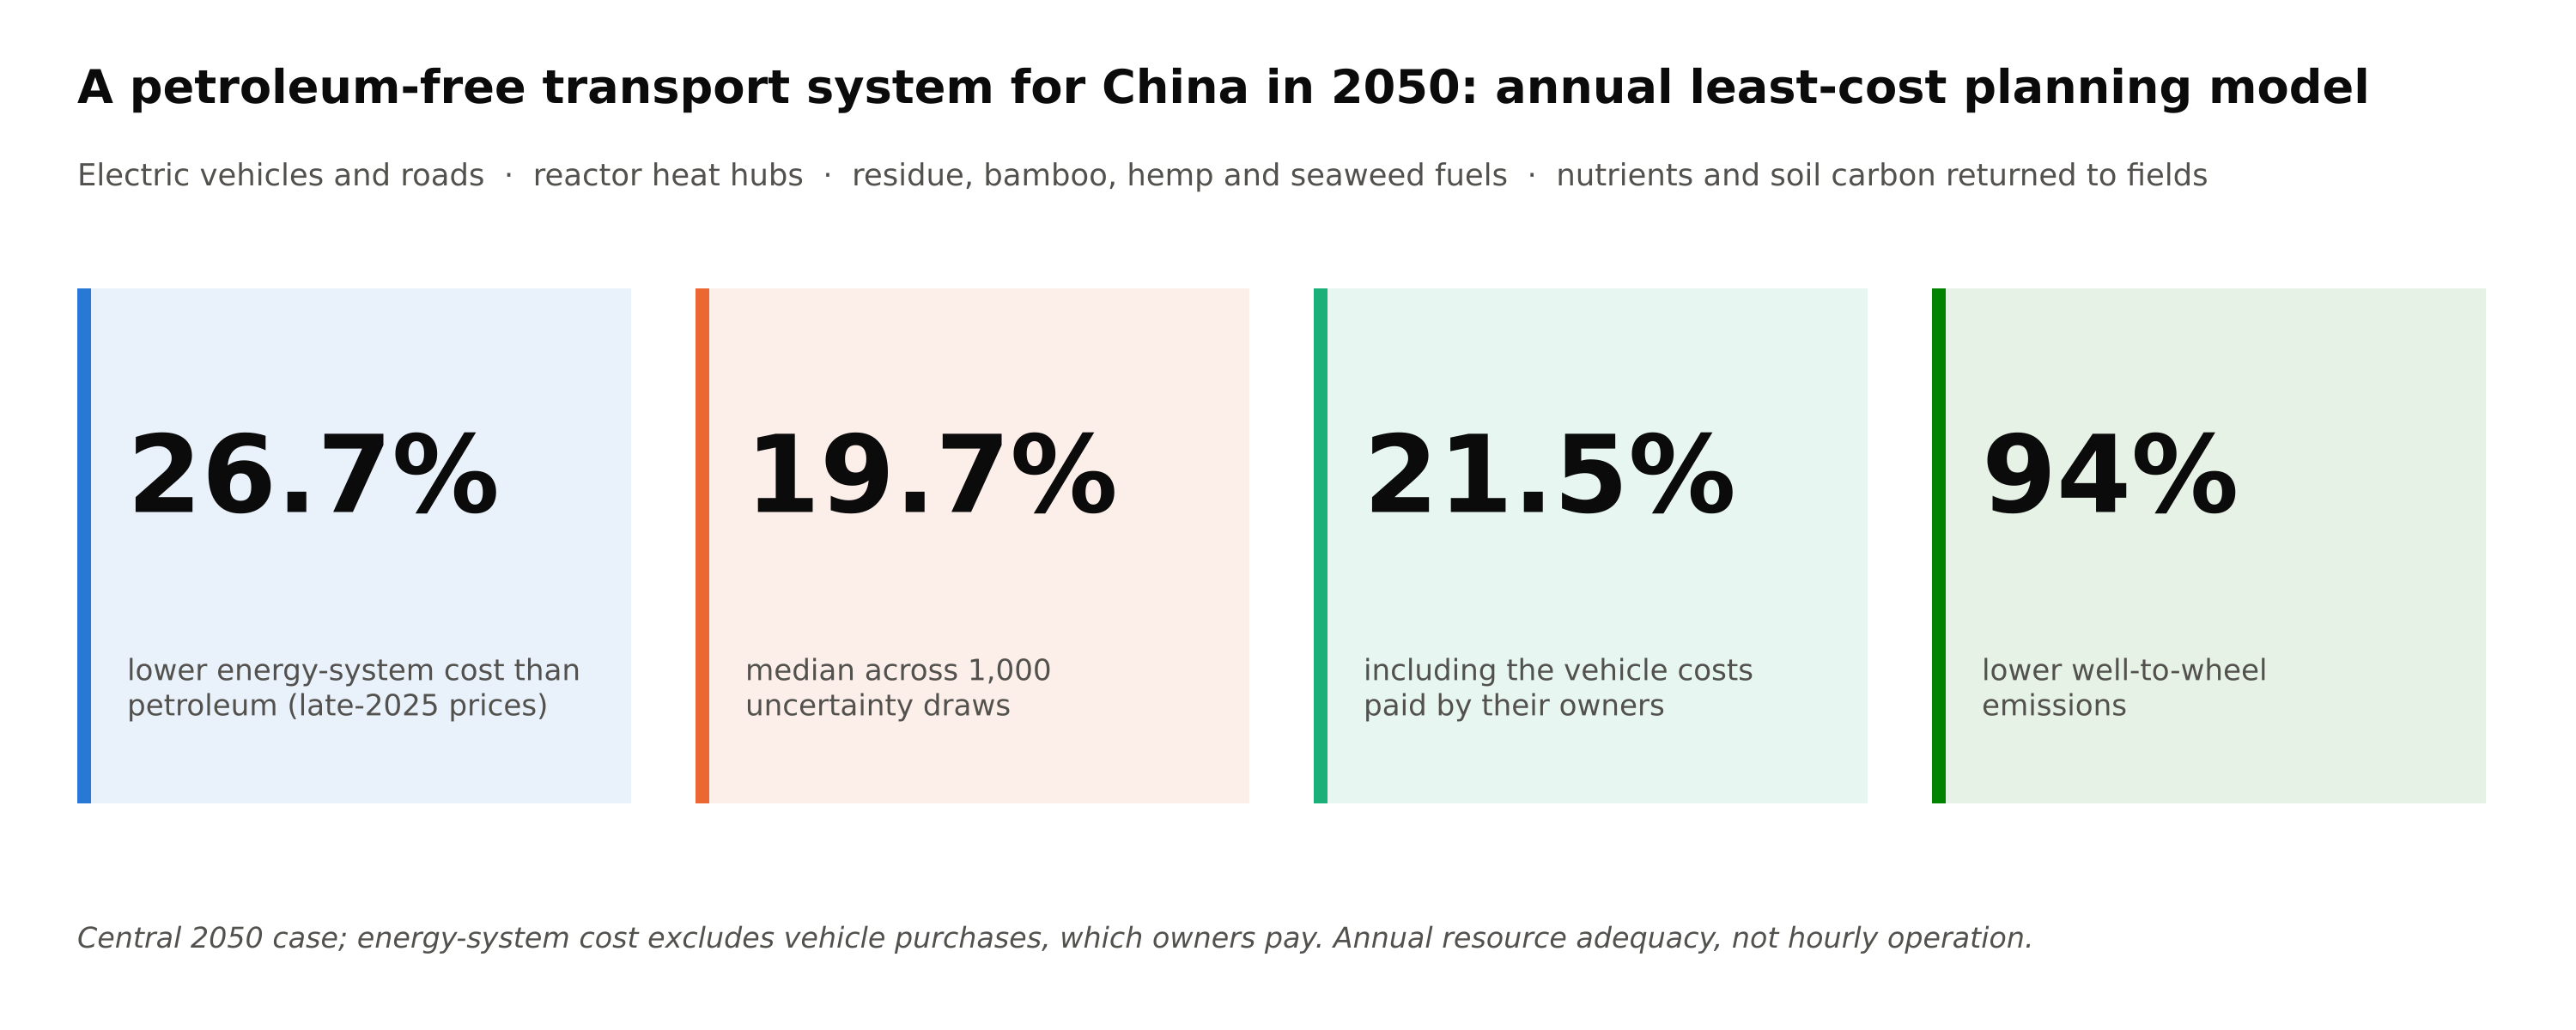 A petroleum-free transport system for China in 2050: annual least-cost planning model
Electric vehicles and roads · reactor heat hubs · residue, bamboo, hemp and seaweed fuels · nutrients and soil carbon returned to fields
26.7%
lower energy-system cost than
petroleum (late-2025 prices)
19.7%
median across 1,000
uncertainty draws
21.5%
including the vehicle costs
paid by their owners
94%
lower well-to-wheel
emissions
Central 2050 case; energy-system cost excludes vehicle purchases, which owners pay. Annual resource adequacy, not hourly operation.